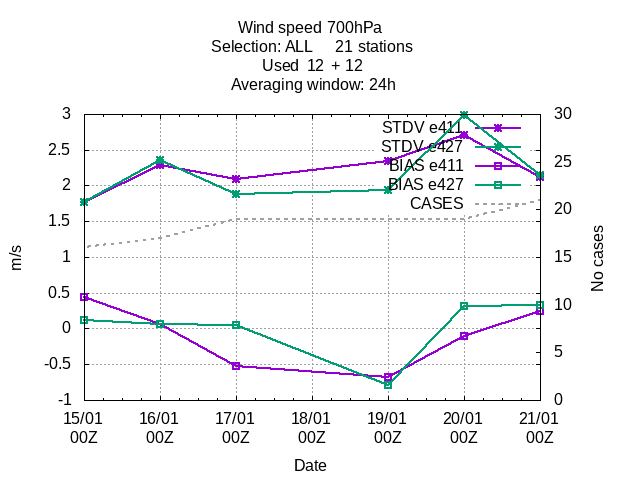 Wind speed 700hPa
Selection: ALL 21 stations
Used 12 + 12
Averaging window: 24h
3
2.5
2
1.5
1
0.5
0
-0.5
-1
30
25
20
15
10
5
0
STDV e411
STDV e427
BIAS e411
BIAS e427
CASES
m/s
No cases
15/01 16/01 17/01 18/01 19/01 20/01 21/01
00Z 00Z 00Z 00Z 00Z 00Z 00Z
Date